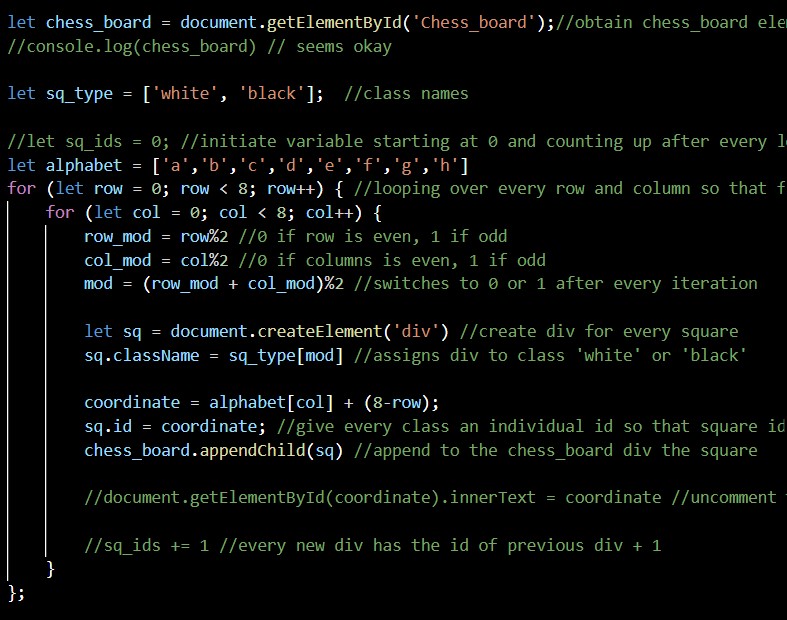 let chess_board = document.getElementById('Chess_board');//obtain chess_board
//console.log(chess_board) // seems okay
let sq_type = ['white', 'black'];  //class names
//let sq_ids = 0; //initiate variable starting at 0 and counting up after every
let alphabet = ['a','b','c','d','e','f','g','h']
for (let row = 0; row < 8; row++) { //looping over every row and column so that
for (let col = 0; col < 8; col++) {
row_mod = row%2 //0 if row is even, 1 if odd
col_mod = col%2 //0 if columns is even, 1 if odd
mod = (row_mod + col_mod)%2 //switches to 0 or 1 after every iteration
let sq = document.createElement('div') //create div for every square
sq.className = sq_type[mod] //assigns div to class 'white' or 'black'
coordinate = alphabet[col] + (8-row);
sq.id = coordinate; //give every class an individual id so that square id
chess_board.appendChild(sq) //append to the chess_board div the square
//document.getElementById(coordinate).innerText = coordinate //uncomment
//sq_ids += 1 //every new div has the id of previous div + 1
}
};